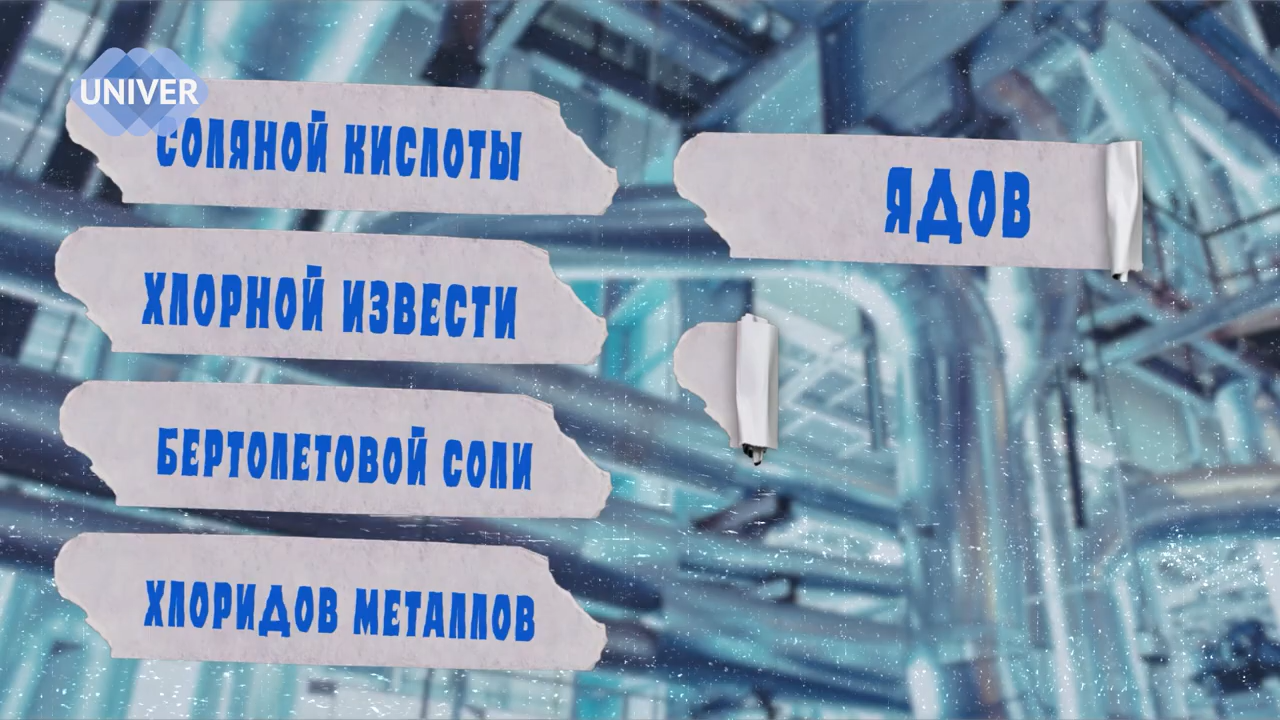 UNIVER
СОЛЯНОЙ КИСЛОТЫ
ХЛОРНОЙ ИЗВЕСТИ
БЕРТОЛЕТОВОЙ СОЛИ
ХЛОРИДОВ МЕТАЛЛОВ
ЯДОВ